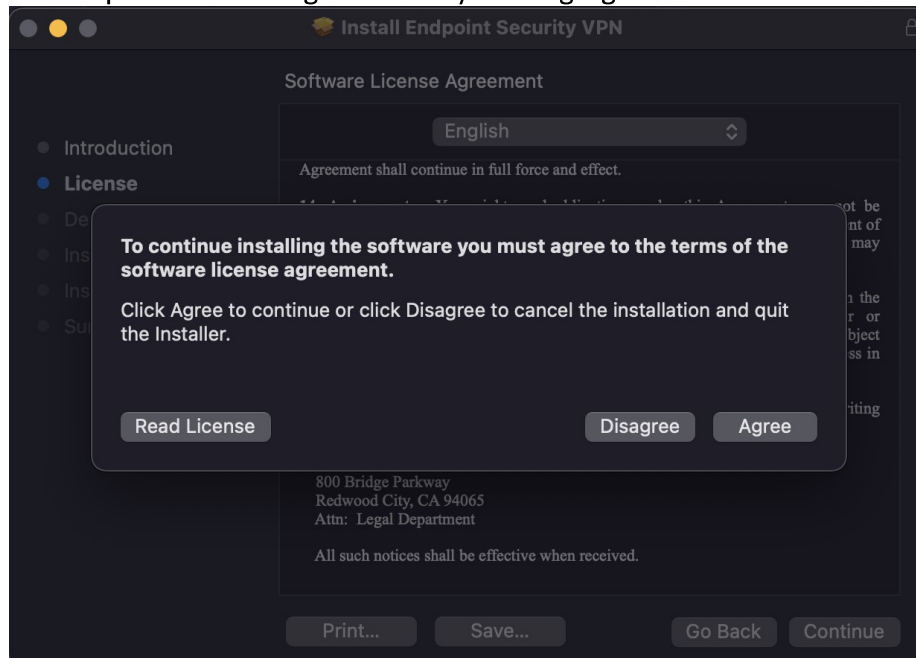 Install Endpoint Security VPN
Software License Agreement
English
Introduction
License
Agreement shall continue in full force and effect.
To continue installing the software you must agree to the terms of the
software license agreement.
Click Agree to continue or click Disagree to cancel the installation and quit
the Installer.
Read License
Disagree
Agree
800 Bridge Parkway
Redwood City, CA 94065
Attn: Legal Department
All such notices shall be effective when received.
Print...
Save...
Go Back
Continue